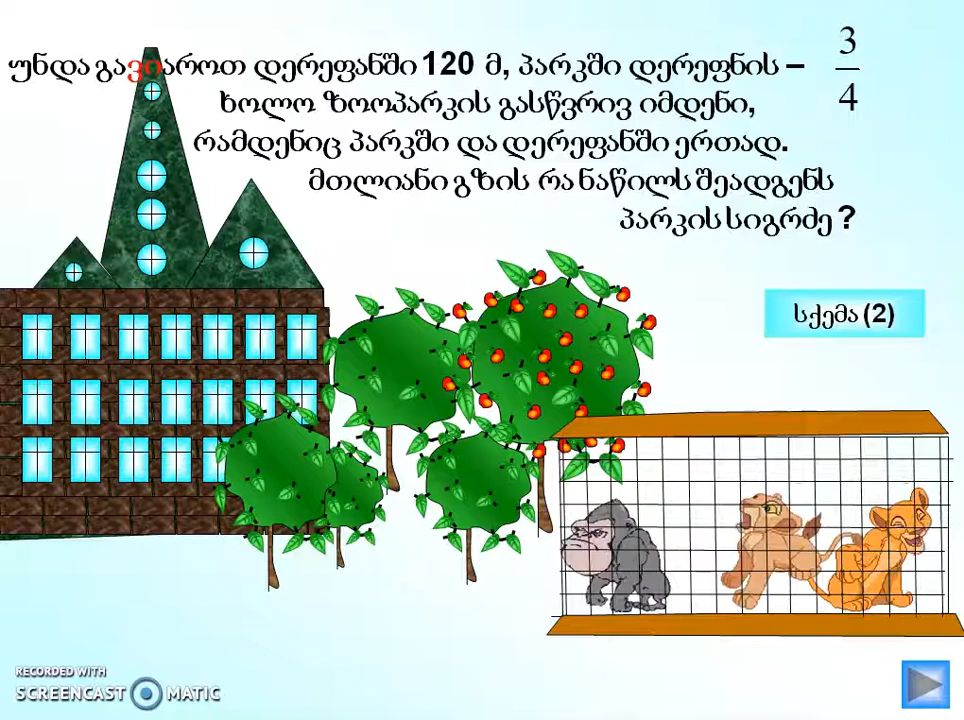 უნდა გავიაროთ დერეფანში 120 მ, პარკში დერეფნის – 3/4
ხოლო ზოოპარკის გასწვრივ იმდენი,
რამდენიც პარკში და დერეფანში ერთად.
მთლიანი გზის რა ნაწილს შეადგენს
პარკის სიგრძე ?
სქემა (2)
RECORDED WITH
SCREENCAST MATIC